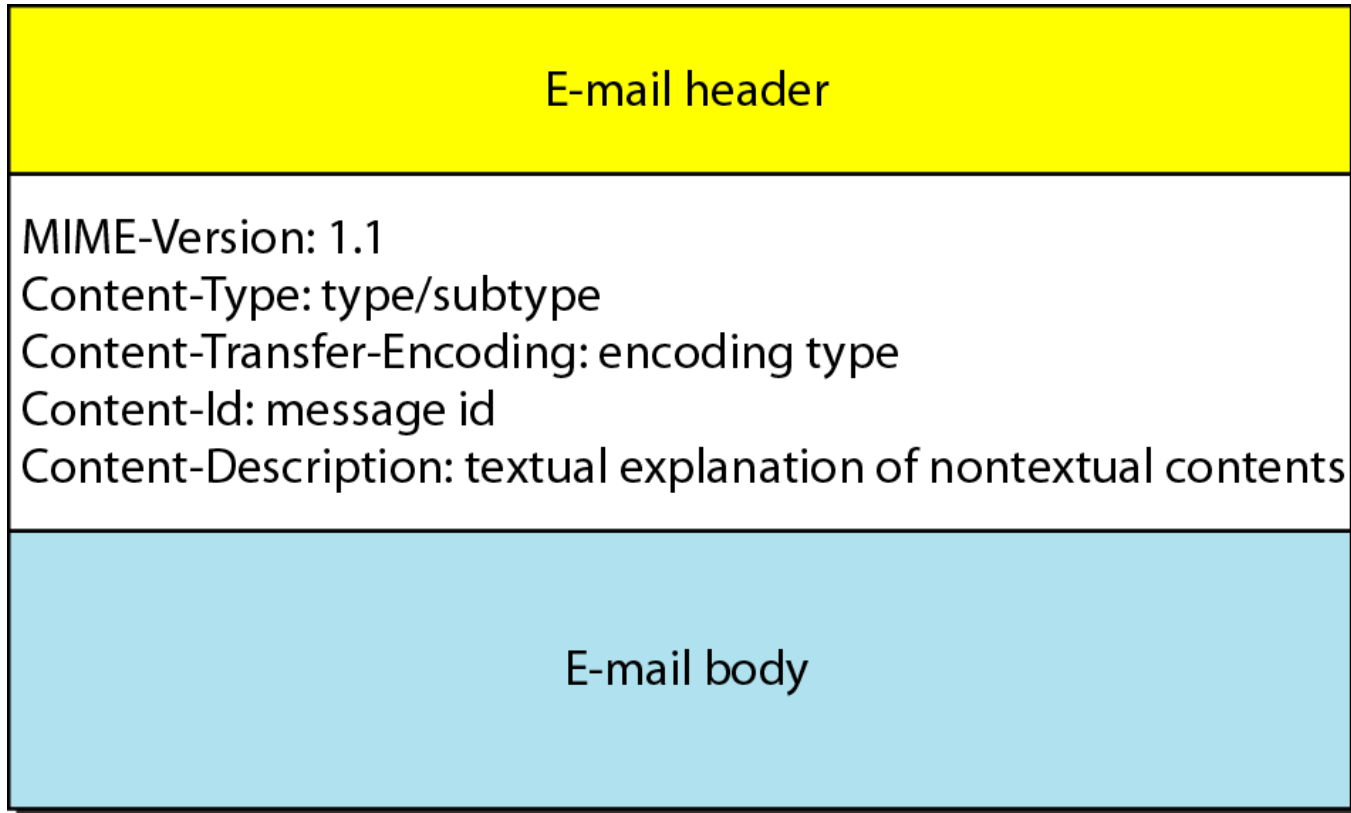 E-mail header
MIME-Version: 1.1
Content-Type: type/subtype
Content-Transfer-Encoding: encoding type
Content-Id: message id
Content-Description: textual explanation of nontextual contents
E-mail body